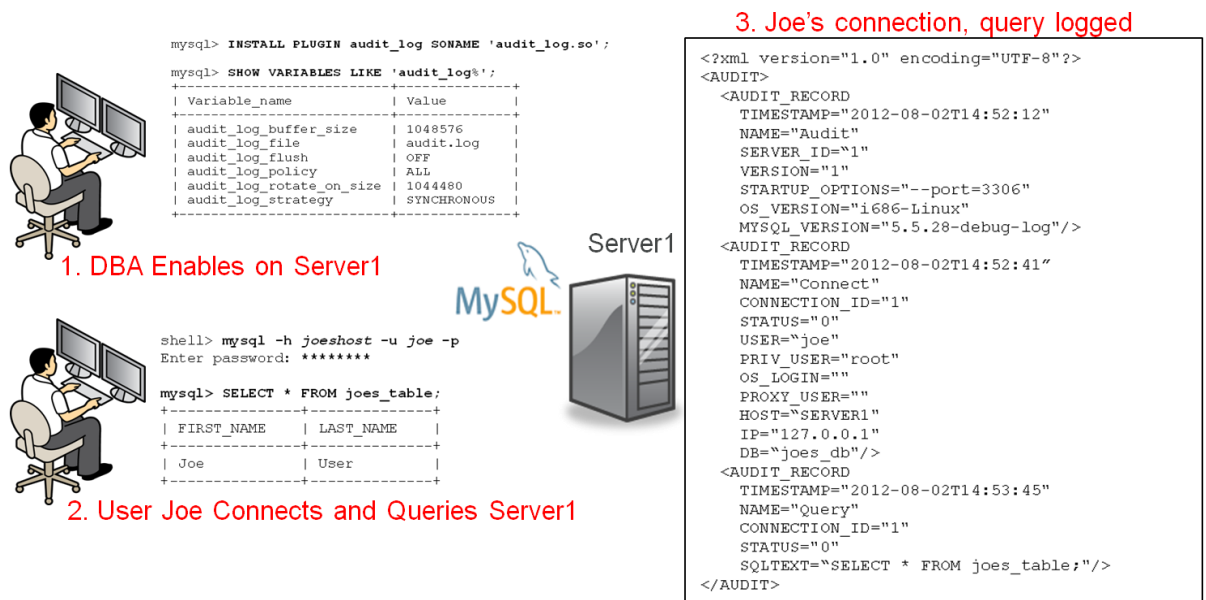 mysql> INSTALL PLUGIN audit_log SONAME 'audit_log.so';
mysql> SHOW VARIABLES LIKE 'audit_log%';
+--------------------------+--------------+
| Variable_name | Value |
+--------------------------+--------------+
| audit_log_buffer_size | 1048576 |
| audit_log_file | audit.log |
| audit_log_flush | OFF |
| audit_log_policy | ALL |
| audit_log_rotate_on_size | 1044480 |
| audit_log_strategy | SYNCHRONOUS |
+--------------------------+--------------+
1. DBA Enables on Server1
shell> mysql -h joeshost -u joe -p
Enter password: ********
mysql> SELECT * FROM joes_table;
+--------------+--------------+
| FIRST_NAME | LAST_NAME |
+--------------+--------------+
| Joe | User |
+--------------+--------------+
2. User Joe Connects and Queries Server1
MySQL™
Server1
3. Joe's connection, query logged
<?xml version="1.0" encoding="UTF-8"?>
<AUDIT>
<AUDIT_RECORD
TIMESTAMP="2012-08-02T14:52:12"
NAME="Audit"
SERVER_ID=“1"
VERSION="1"
STARTUP_OPTIONS="--port=3306"
OS_VERSION="i686-Linux"
MYSQL_VERSION="5.5.28-debug-log"/>
<AUDIT_RECORD
TIMESTAMP="2012-08-02T14:52:41”
NAME="Connect"
CONNECTION_ID="1"
STATUS="0"
USER=“joe"
PRIV_USER="root"
OS_LOGIN=""
PROXY_USER=""
HOST=“SERVER1"
IP="127.0.0.1"
DB=“joes_db"/>
<AUDIT_RECORD
TIMESTAMP="2012-08-02T14:53:45"
NAME="Query"
CONNECTION_ID="1"
STATUS="0"
SQLTEXT=“SELECT * FROM joes_table;"/>
</AUDIT>